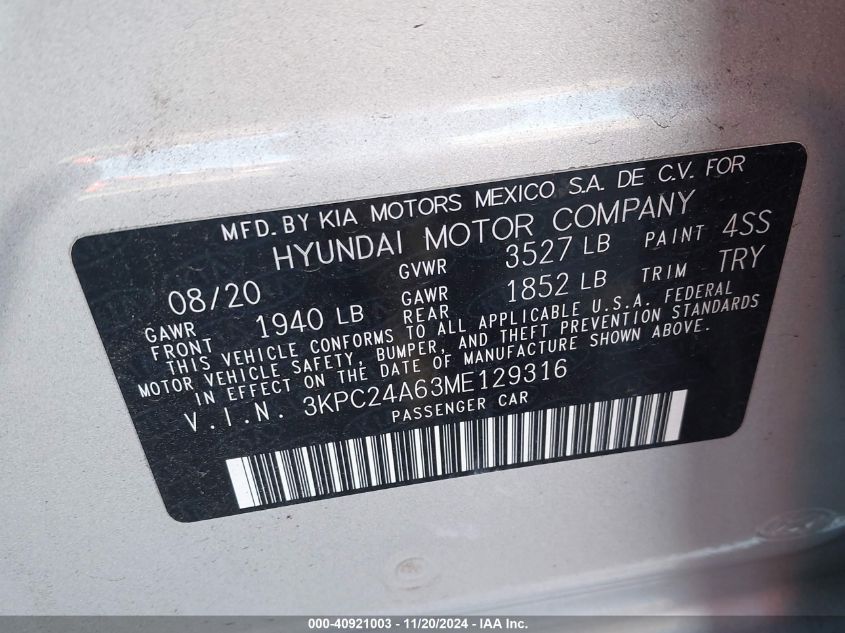 MFD. BY KIA MOTORS MEXICO S.A. DE C.V. FOR
HYUNDAI MOTOR COMPANY
08/20 GVWR 3527 LB PAINT 4SS
GAWR FRONT 1940 LB GAWR REAR 1852 LB TRIM TRY
THIS VEHICLE CONFORMS TO ALL APPLICABLE U.S.A. FEDERAL
MOTOR VEHICLE SAFETY, BUMPER, AND THEFT PREVENTION STANDARDS
IN EFFECT ON THE DATE OF MANUFACTURE SHOWN ABOVE.
V.I.N. 3KPC24A63ME129316
PASSENGER CAR
000-40921003 - 11/20/2024 - IAA Inc.